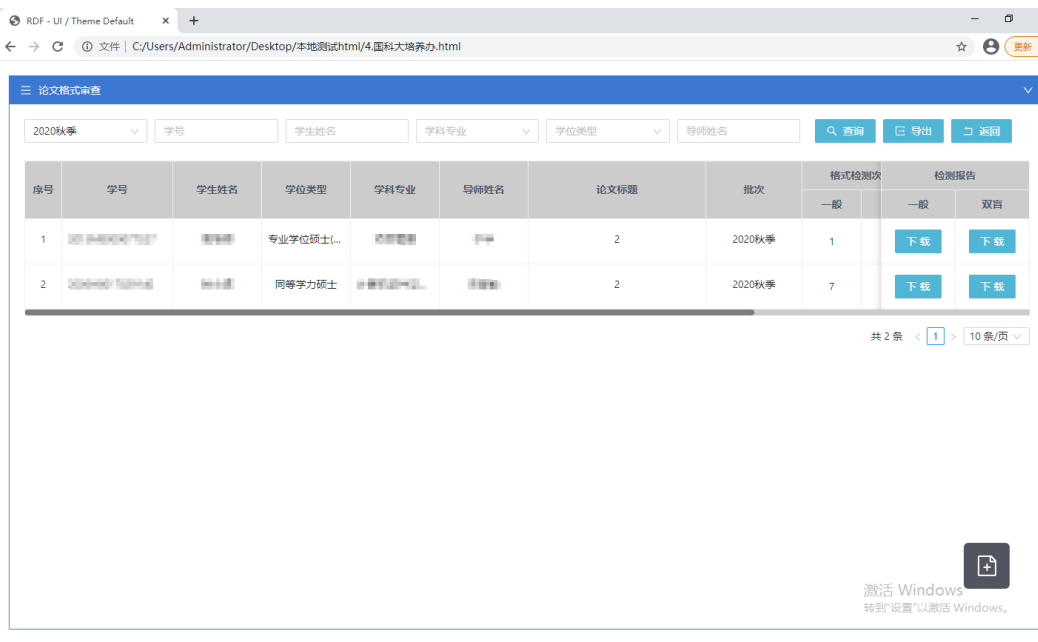 RDF - UI / Theme Default
文件 C:/Users/Administrator/Desktop/本地测试html/4.国科大培养办.html
更新
论文格式审查
2020秋季 学号 学生姓名 学科专业 学位类型 导师姓名 查询 导出 返回
序号 学号 学生姓名 学位类型 学科专业 导师姓名 论文标题 批次 格式检测次 检测报告
一般 一般 双盲
1 专业学位硕士(... 2 2020秋季 1 下载 下载
2 同等学力硕士 2 2020秋季 7 下载 下载
共 2 条 < 1 > 10 条/页
激活 Windows
转到"设置"以激活 Windows。